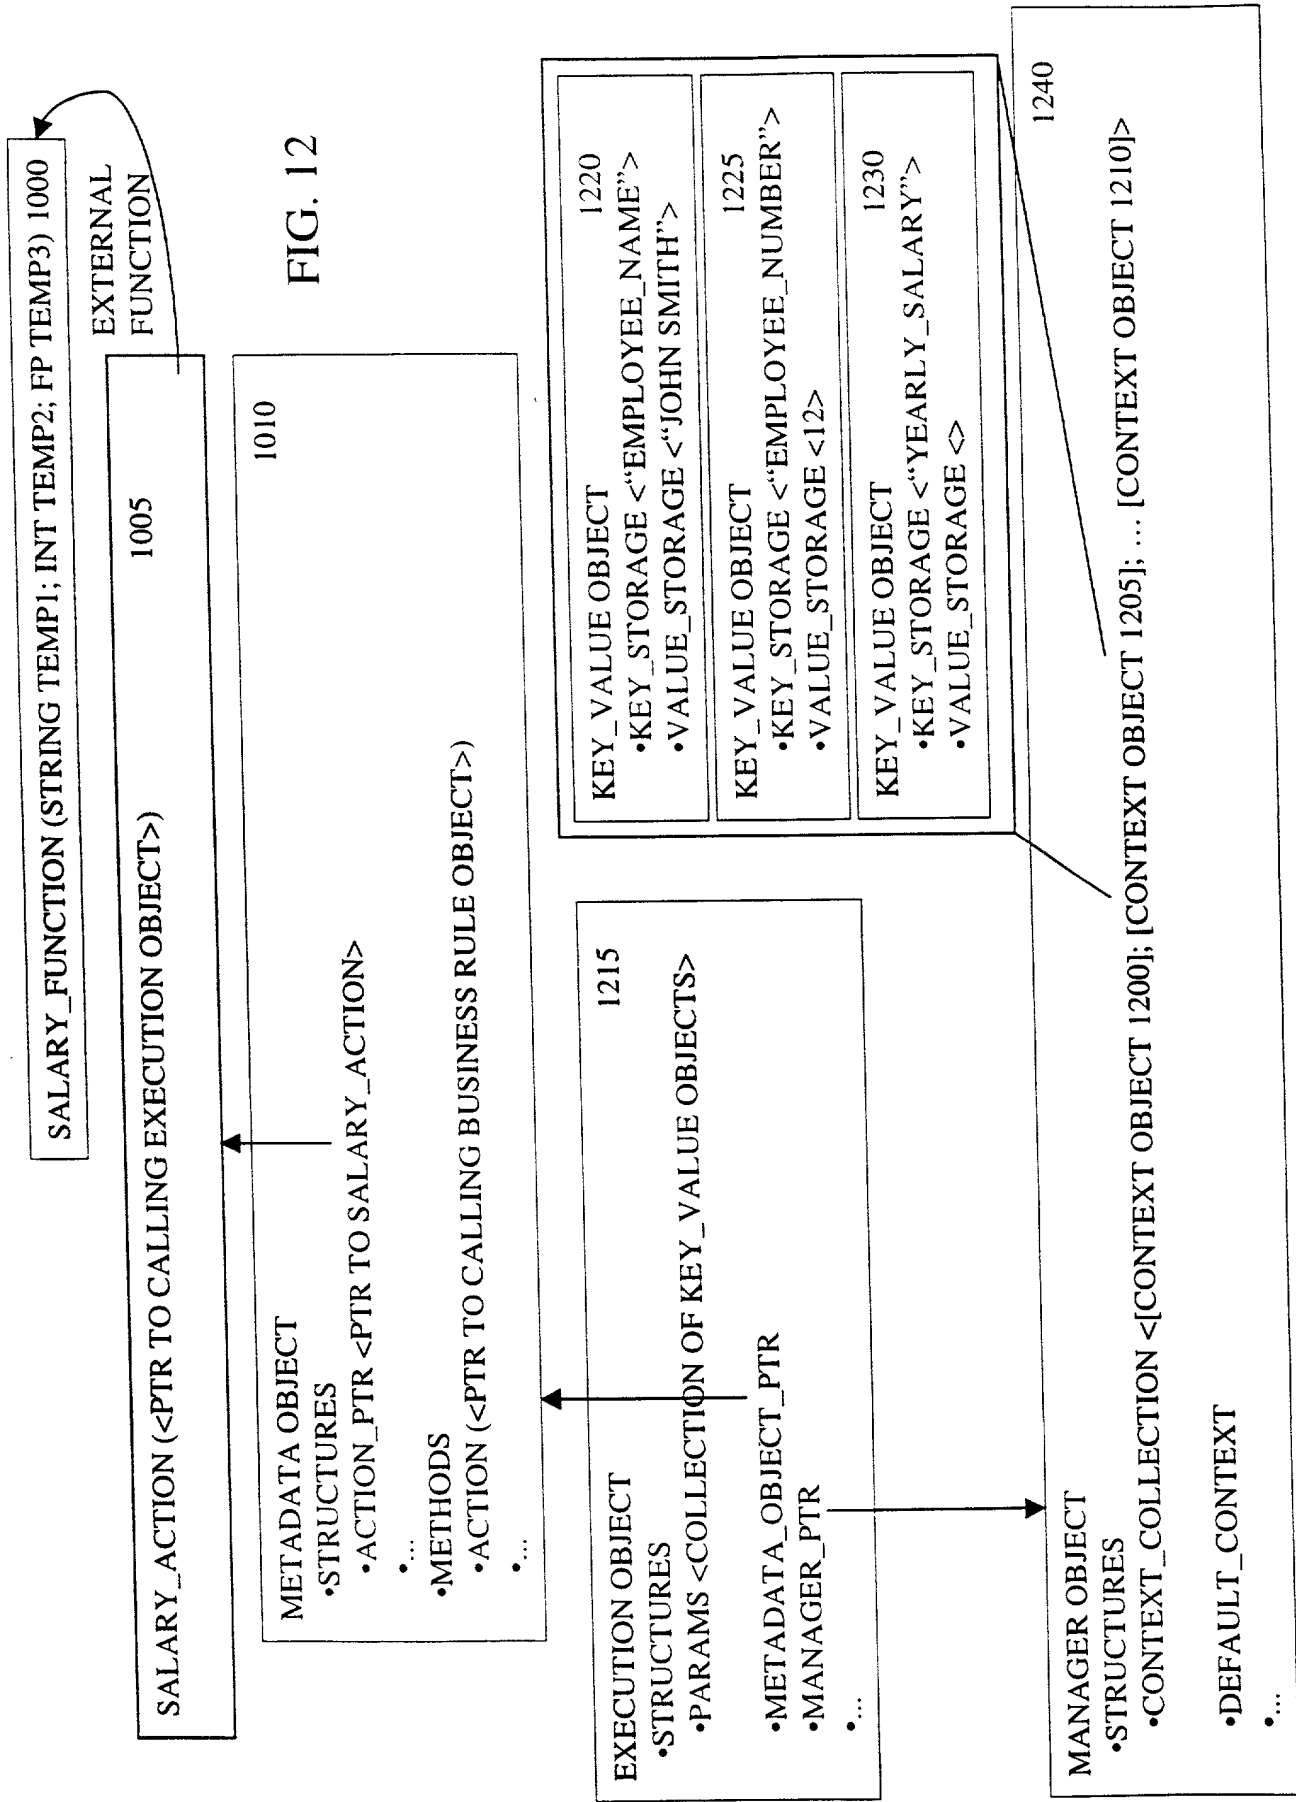 SALARY_FUNCTION (STRING TEMP1; INT TEMP2; FP TEMP3) 1000
EXTERNAL
FUNCTION
SALARY_ACTION (<PTR TO CALLING EXECUTION OBJECT>)
1005
FIG. 12
1010
METADATA OBJECT
•STRUCTURES
•ACTION_PTR <PTR TO SALARY_ACTION>
•...
•METHODS
•ACTION (<PTR TO CALLING BUSINESS RULE OBJECT>)
•...
EXECUTION OBJECT
1215
•STRUCTURES
•PARAMS <COLLECTION OF KEY_VALUE OBJECTS>
•METADATA_OBJECT_PTR
•MANAGER_PTR
•...
KEY_VALUE OBJECT
1220
•KEY_STORAGE <“EMPLOYEE_NAME”>
•VALUE_STORAGE <“JOHN SMITH”>
KEY_VALUE OBJECT
1225
•KEY_STORAGE <“EMPLOYEE_NUMBER”>
•VALUE_STORAGE <12>
KEY_VALUE OBJECT
1230
•KEY_STORAGE <“YEARLY_SALARY”>
•VALUE_STORAGE <>
MANAGER OBJECT
1240
•STRUCTURES
•CONTEXT_COLLECTION <[CONTEXT OBJECT 1200]; [CONTEXT OBJECT 1205]; … [CONTEXT OBJECT 1210]>
•DEFAULT_CONTEXT
•...